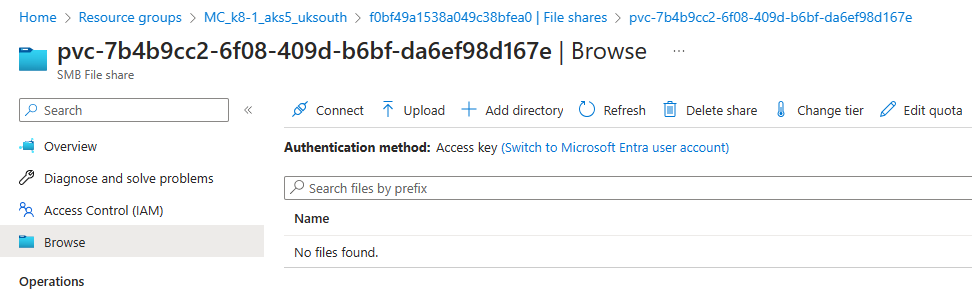 Home > Resource groups > MC_k8-1_aks5_uksouth > f0bf49a1538a049c38bfea0 | File shares > pvc-7b4b9cc2-6f08-409d-b6bf-da6ef98d167e
pvc-7b4b9cc2-6f08-409d-b6bf-da6ef98d167e | Browse ...
SMB File share
Search «
Connect Upload Add directory Refresh Delete share Change tier Edit quota
Overview
Authentication method: Access key (Switch to Microsoft Entra user account)
Diagnose and solve problems
Search files by prefix
Access Control (IAM)
Name
Browse
No files found.
Operations